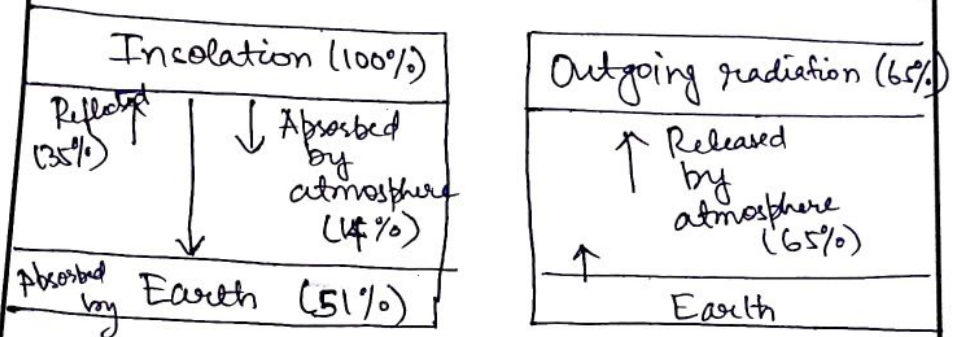 Insolation (100%)
Reflected
(35%)
Absorbed
by
atmosphere
(14%)
Absorbed
by
Earth (51%)
Outgoing radiation (65%)
Released
by
atmosphere
(65%)
Earth